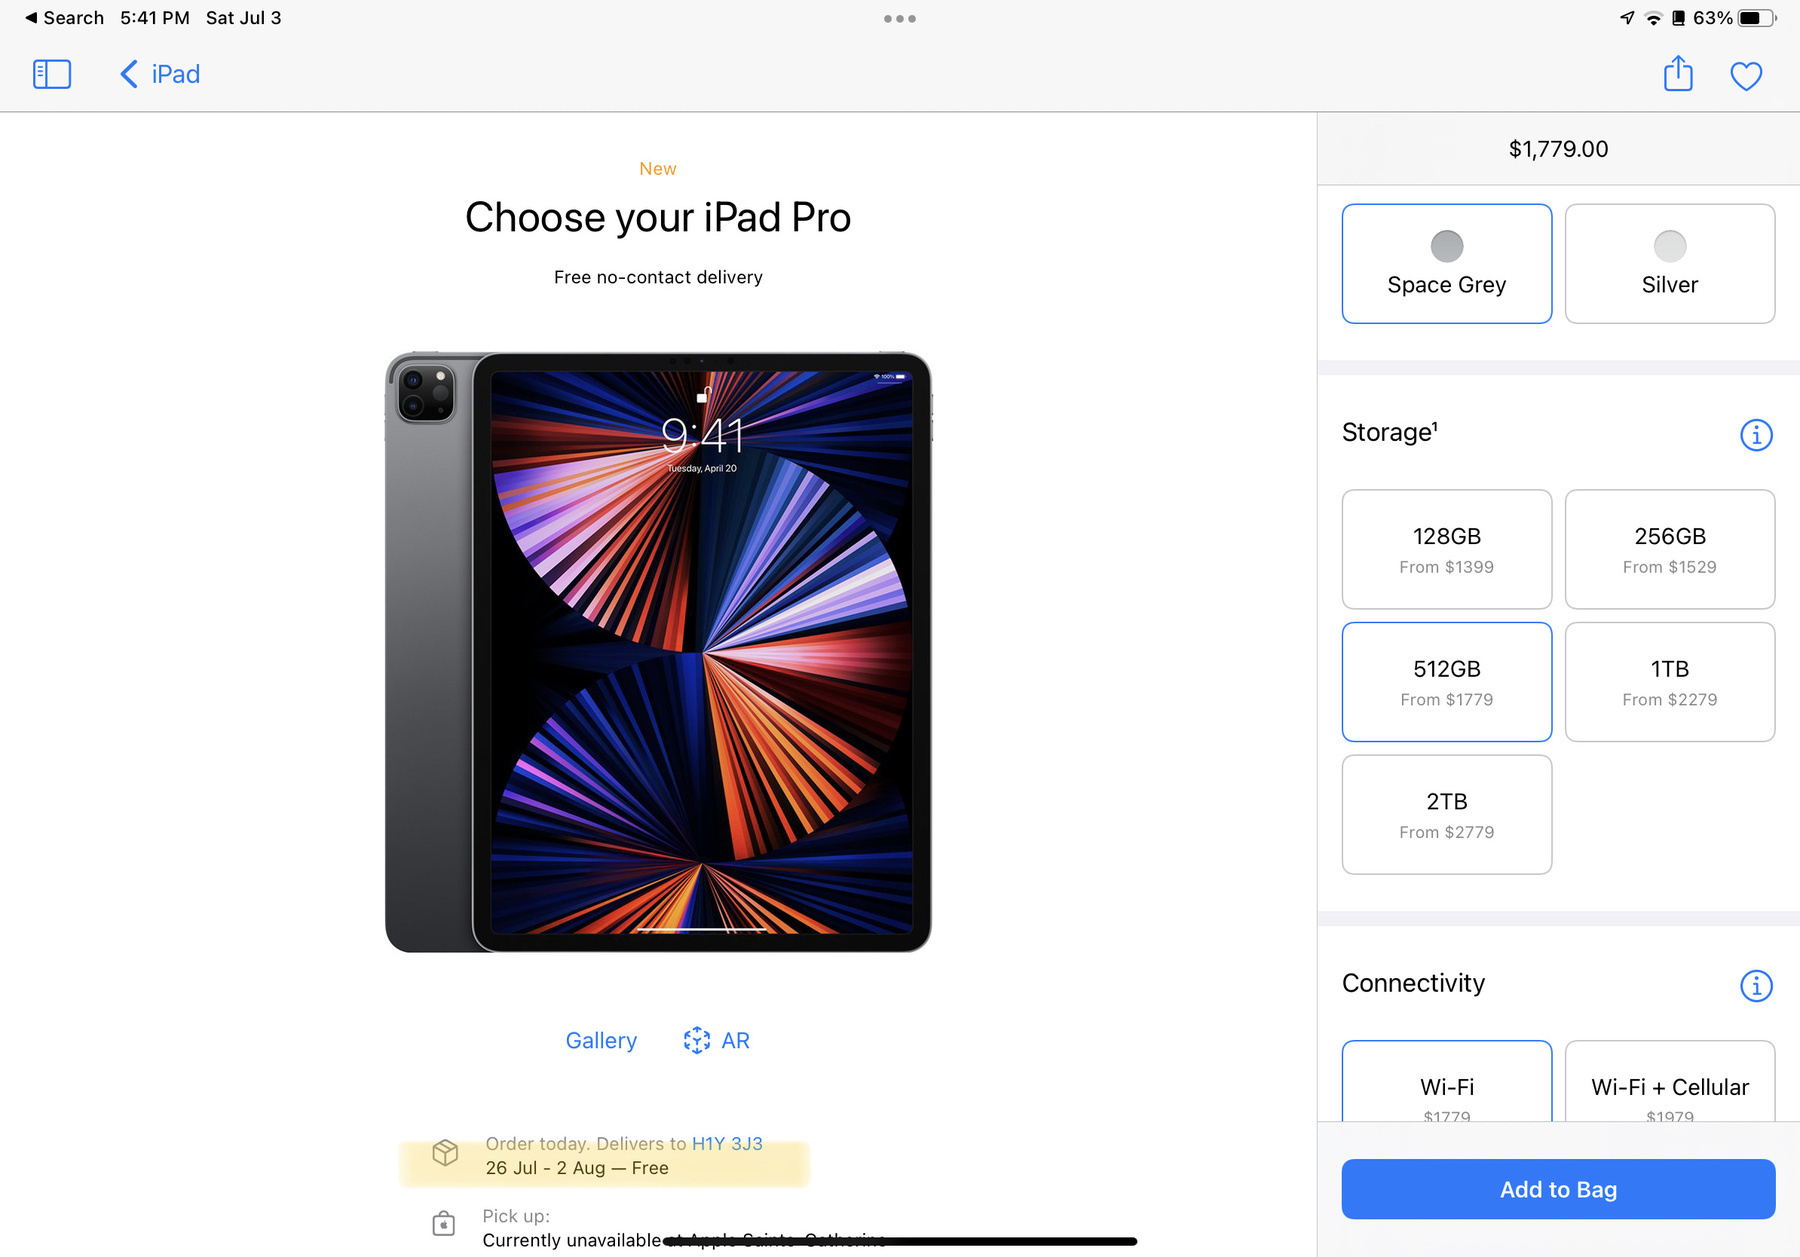 Search 5:41 PM Sat Jul 3
63%
iPad
$1,779.00
New
Choose your iPad Pro
Free no-contact delivery
100%
9:41
Tuesday, April 20
Gallery AR
Order today. Delivers to H1Y 3J3
26 Jul - 2 Aug — Free
Pick up:
Currently unavailable at Apple Sainte-Catherine
Space Grey
Silver
Storage¹
128GB
From $1399
256GB
From $1529
512GB
From $1779
1TB
From $2279
2TB
From $2779
Connectivity
Wi-Fi
$1779
Wi-Fi + Cellular
$1979
Add to Bag